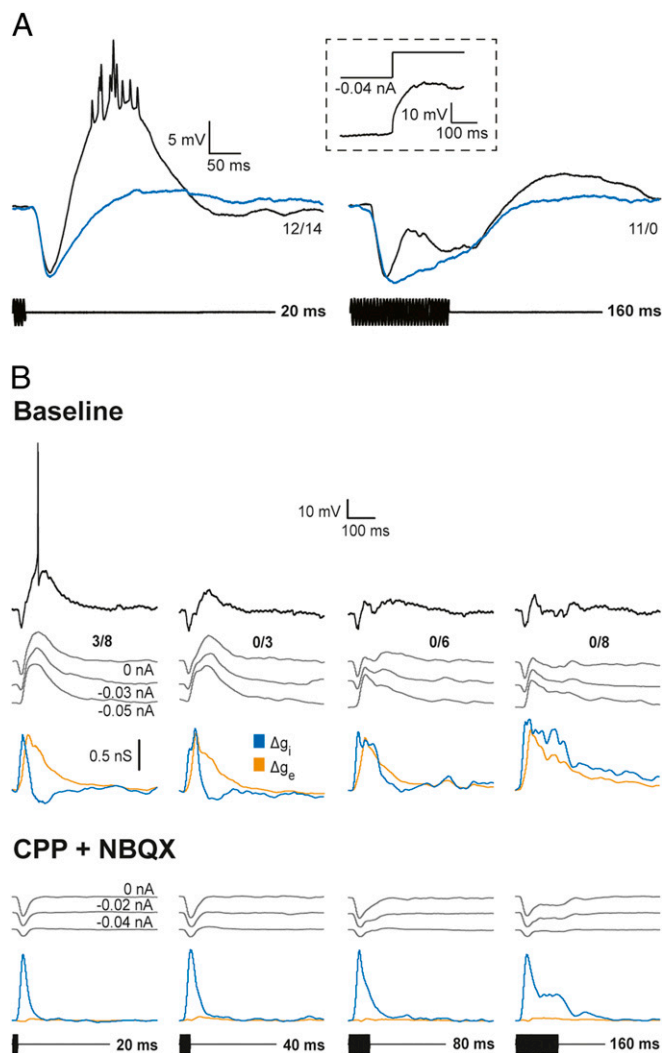 A
5 mV
50 ms
12/14
-0.04 nA
10 mV
100 ms
11/0
20 ms
160 ms
B
Baseline
10 mV
100 ms
3/8
0/3
0/6
0/8
0 nA
-0.03 nA
-0.05 nA
0.5 nS
Δgi
Δge
CPP + NBQX
0 nA
-0.02 nA
-0.04 nA
20 ms
40 ms
80 ms
160 ms